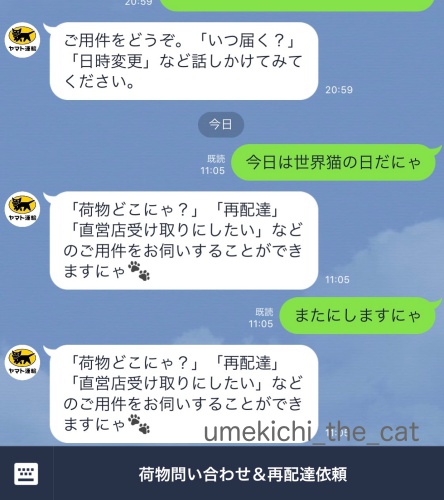 20:59
ヤマト運輸
ご用件をどうぞ。「いつ届く？」
「日時変更」など話しかけてみて
ください。
20:59
今日
既読
11:05
今日は世界猫の日だにゃ
ヤマト運輸
「荷物どこにゃ？」「再配達」
「直営店受け取りにしたい」など
のご用件をお伺いすることができ
ますにゃ🐾
11:05
既読
11:05
またにしますにゃ
ヤマト運輸
「荷物どこにゃ？」「再配達」
「直営店受け取りにしたい」など
のご用件をお伺いすることができ
ますにゃ🐾
11:05
umekichi_the_cat
荷物問い合わせ＆再配達依頼